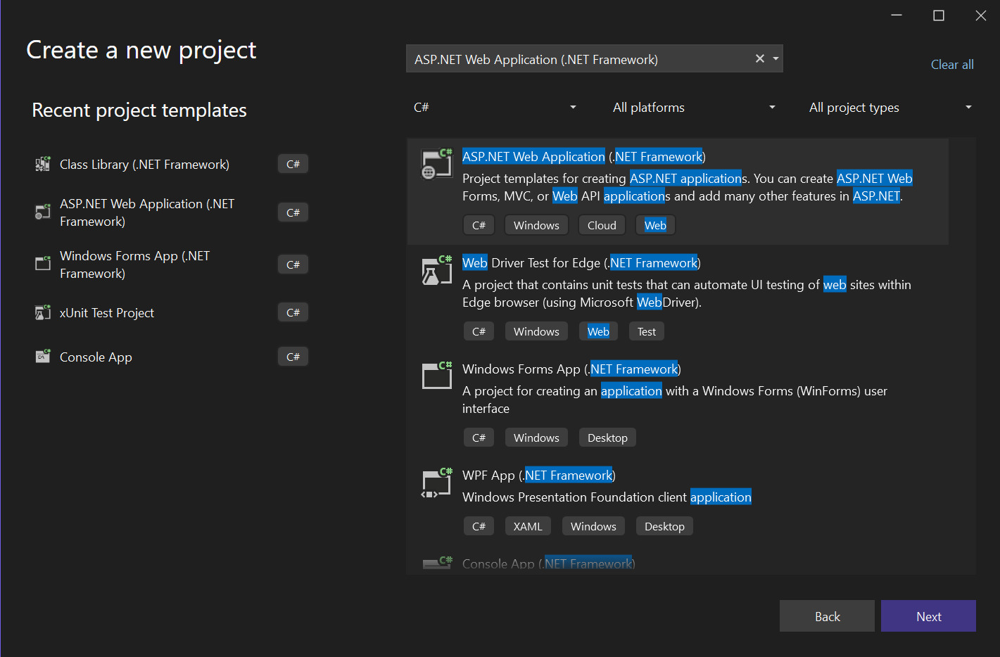 Create a new project
ASP.NET Web Application (.NET Framework)
Clear all
C#
All platforms
All project types
Recent project templates
Class Library (.NET Framework)
C#
ASP.NET Web Application (.NET
Framework)
C#
Windows Forms App (.NET
Framework)
C#
xUnit Test Project
C#
Console App
C#
C#
ASP.NET Web Application (.NET Framework)
Project templates for creating ASP.NET applications. You can create ASP.NET Web
Forms, MVC, or Web API applications and add many other features in ASP.NET.
C#
Windows
Cloud
Web
C#
Web Driver Test for Edge (.NET Framework)
A project that contains unit tests that can automate UI testing of web sites within
Edge browser (using Microsoft WebDriver).
C#
Windows
Web
Test
C#
Windows Forms App (.NET Framework)
A project for creating an application with a Windows Forms (WinForms) user
interface
C#
Windows
Desktop
C#
WPF App (.NET Framework)
Windows Presentation Foundation client application
C#
XAML
Windows
Desktop
C#
Console App (.NET Framework)
Back
Next